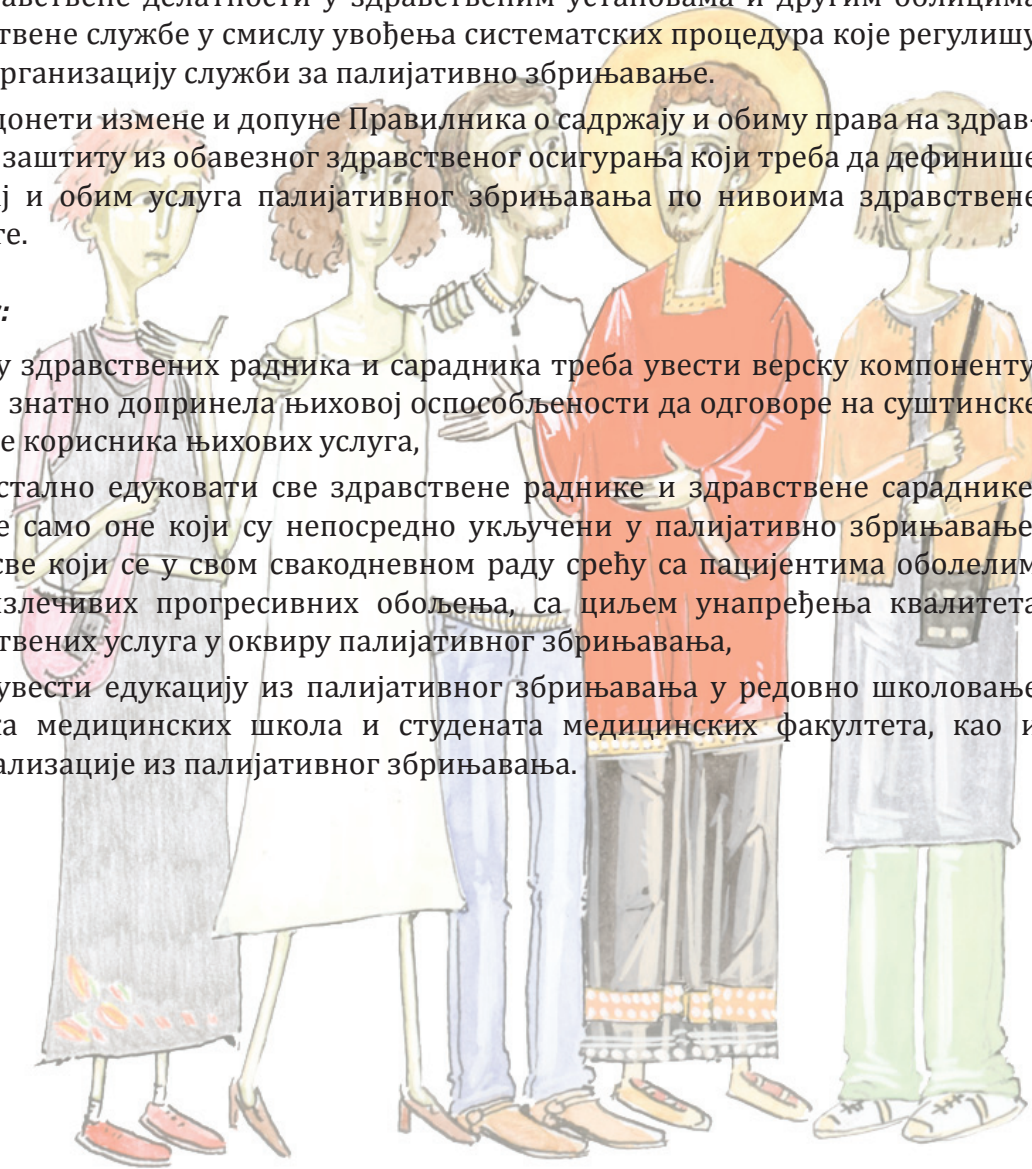 авствене делатности у здравственим установама и другим облицима
твене службе у смислу увођења систематских процедура које регулишу
рганизацију служби за палијативно збрињавање.
донети измене и допуне Правилника о садржају и обиму права на здрав-
заштиту из обавезног здравственог осигурања који треба да дефинише
ј и обим услуга палијативног збрињавања по нивоима здравствене
те.
:
у здравствених радника и сарадника треба увести верску компоненту
знатно допринела њиховој оспособљености да одговоре на суштинске
е корисника њихових услуга,
стално едуковати све здравствене раднике и здравствене сараднике
е само оне који су непосредно укључени у палијативно збрињавање
све који се у свом свакодневном раду срећу са пацијентима оболелим
излечивих прогресивних обољења, са циљем унапређења квалитета
твених услуга у оквиру палијативног збрињавања,
увести едукацију из палијативног збрињавања у редовно школовање
ка медицинских школа и студената медицинских факултета, као и
ализације из палијативног збрињавања.